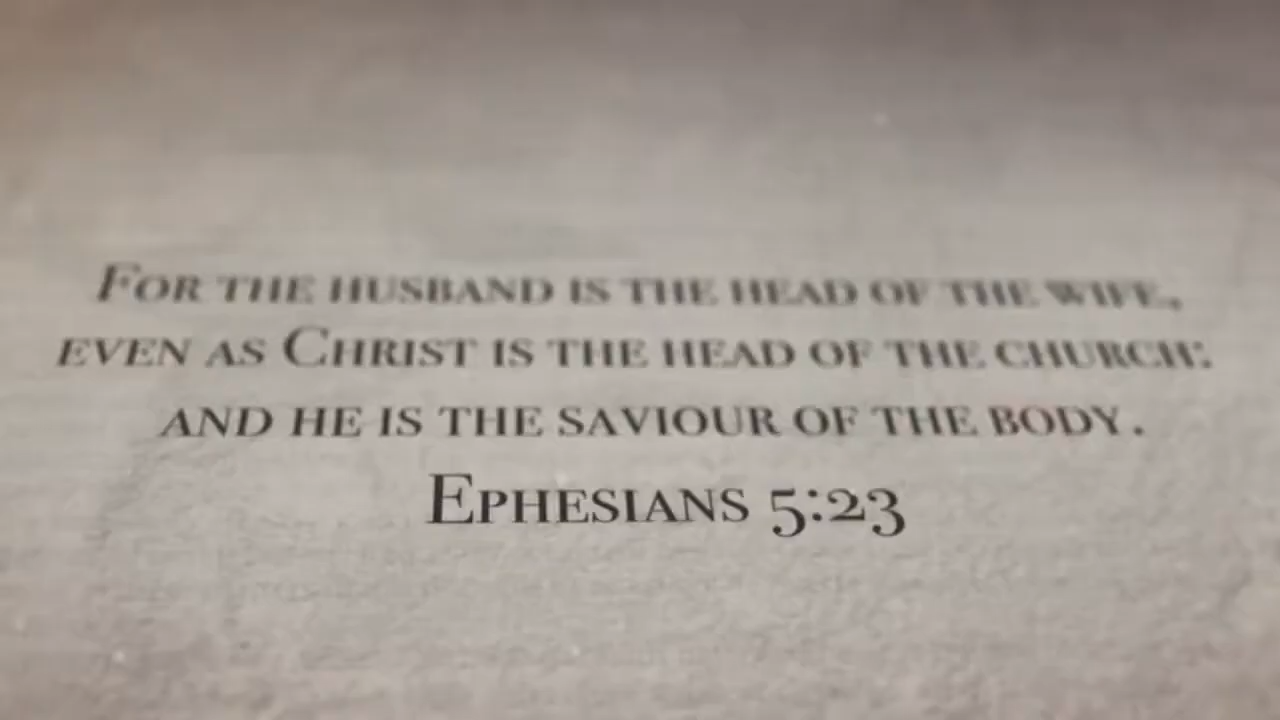 For the husband is the head of the wife,
even as Christ is the head of the church:
and he is the saviour of the body.
Ephesians 5:23